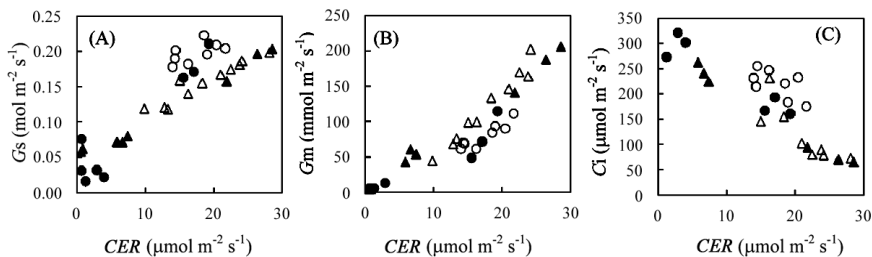 (A)
Gs (mol m⁻² s⁻¹)
0.25
0.20
0.15
0.10
0.05
0.00
0 10 20 30
CER (μmol m⁻² s⁻¹)
(B)
Gm (mmol m⁻² s⁻¹)
250
200
150
100
50
0
0 10 20 30
CER (μmol m⁻² s⁻¹)
(C)
Ci (μmol m⁻² s⁻¹)
350
300
250
200
150
100
50
0
0 10 20 30
CER (μmol m⁻² s⁻¹)